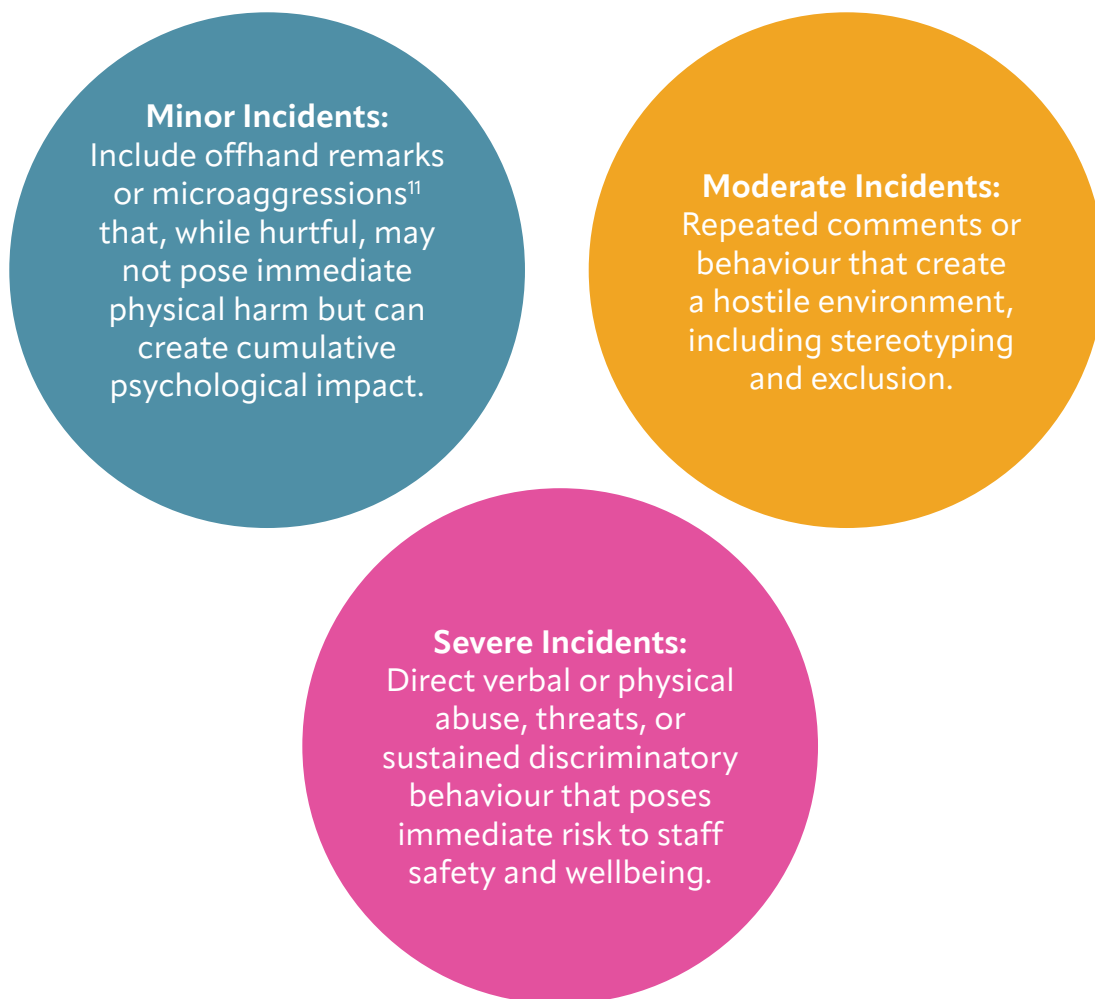 Minor Incidents:
Include offhand remarks
or microaggressions¹¹
that, while hurtful, may
not pose immediate
physical harm but can
create cumulative
psychological impact.
Moderate Incidents:
Repeated comments or
behaviour that create
a hostile environment,
including stereotyping
and exclusion.
Severe Incidents:
Direct verbal or physical
abuse, threats, or
sustained discriminatory
behaviour that poses
immediate risk to staff
safety and wellbeing.